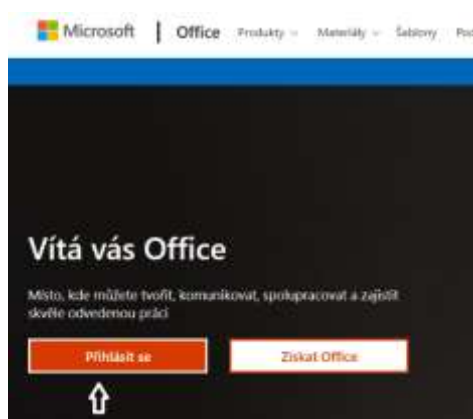 Microsoft | Office Produkty Materiály Šablony Pod
Vítá vás Office
Místo, kde můžete tvořit, komunikovat, spolupracovat a zajistit
skvěle odvedenou práci
Přihlásit se
Získat Office